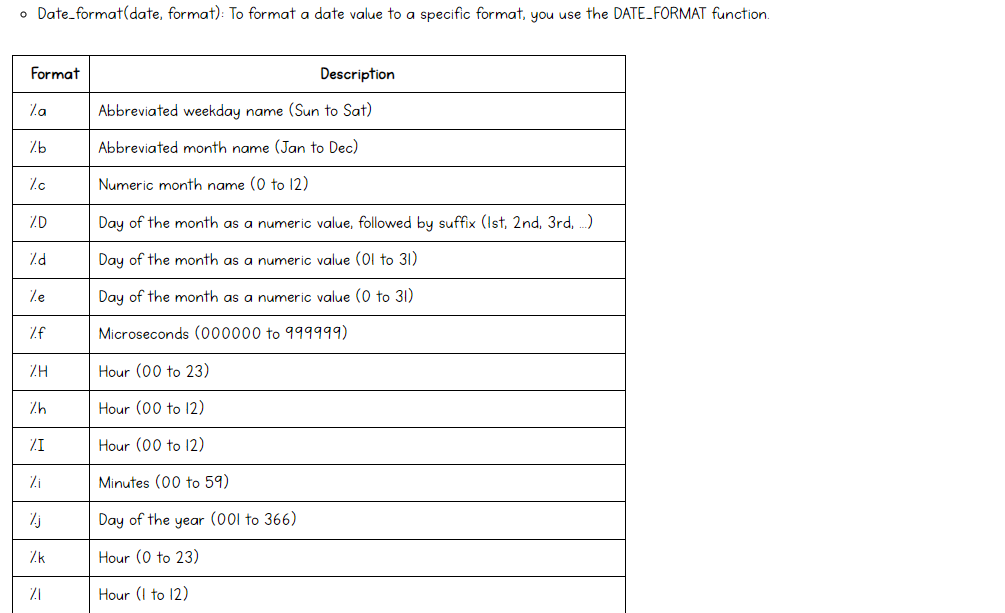 Date_format(date, format): To format a date value to a specific format, you use the DATE_FORMAT function.
Format Description
%a Abbreviated weekday name (Sun to Sat)
%b Abbreviated month name (Jan to Dec)
%c Numeric month name (0 to 12)
%D Day of the month as a numeric value, followed by suffix (1st, 2nd, 3rd, ...)
%d Day of the month as a numeric value (01 to 31)
%e Day of the month as a numeric value (0 to 31)
%f Microseconds (000000 to 999999)
%H Hour (00 to 23)
%h Hour (00 to 12)
%I Hour (00 to 12)
%i Minutes (00 to 59)
%j Day of the year (001 to 366)
%k Hour (0 to 23)
%l Hour (1 to 12)